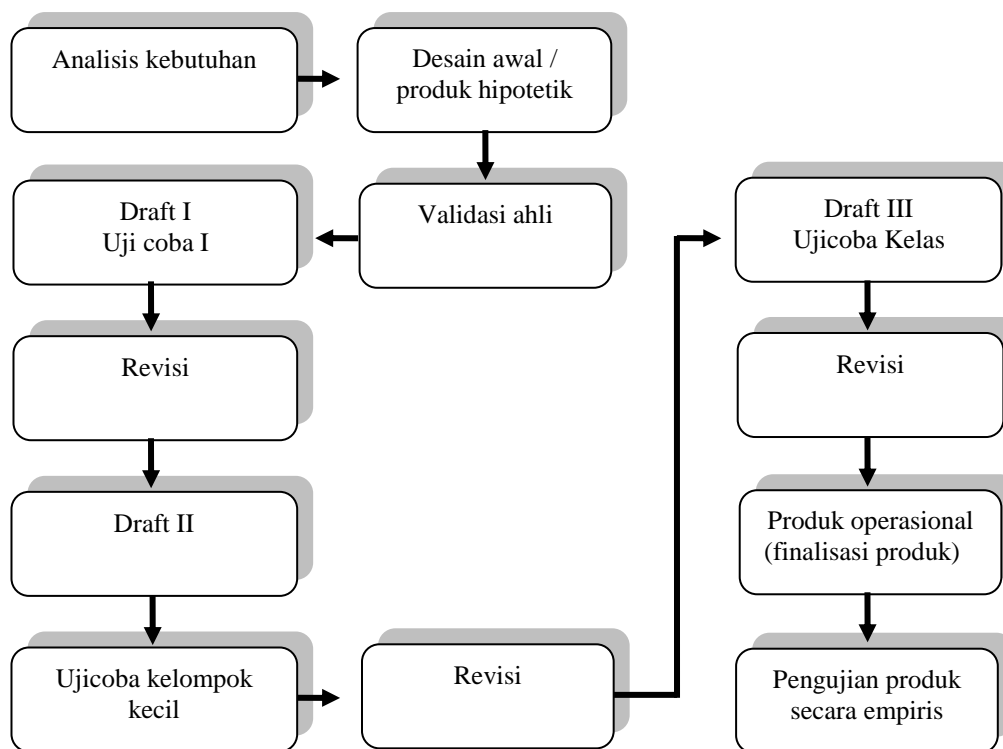 Analisis kebutuhan
Desain awal /
produk hipotetik
Validasi ahli
Draft I
Uji coba I
Revisi
Draft II
Ujicoba kelompok
kecil
Revisi
Draft III
Ujicoba Kelas
Revisi
Produk operasional
(finalisasi produk)
Pengujian produk
secara empiris